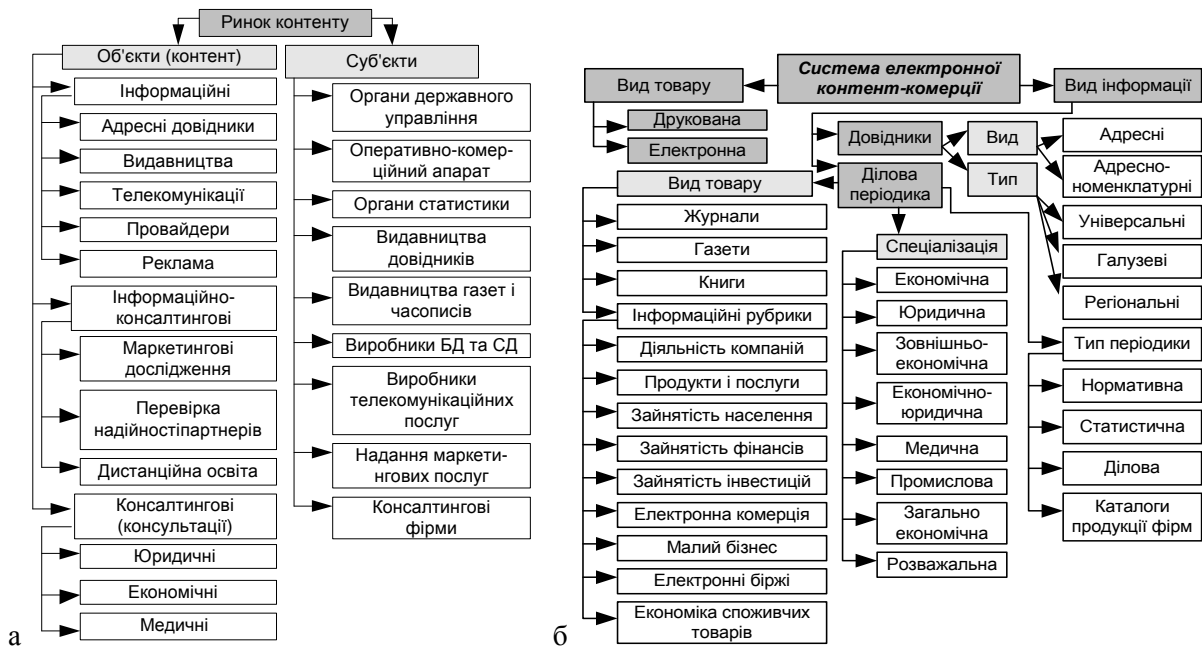 Ринок контенту
Об'єкти (контент)
Інформаційні
Адресні довідники
Видавництва
Телекомунікації
Провайдери
Реклама
Інформаційно-
консалтингові
Маркетингові
дослідження
Перевірка
надійностіпартнерів
Дистанційна освіта
Консалтингові
(консультації)
Юридичні
Економічні
Медичні
Суб'єкти
Органи державного
управління
Оперативно-комер-
ційний апарат
Органи статистики
Видавництва
довідників
Видавництва газет і
часописів
Виробники БД та СД
Виробники
телекомунікаційних
послуг
Надання маркети-
нгових послуг
Консалтингові
фірми
а
Система електронної
контент-комерції
Вид товару
Друкована
Електронна
Вид інформації
Довідники
Вид
Адресні
Адресно-
номенклатурні
Тип
Універсальні
Галузеві
Регіональні
Ділова
періодика
Вид товару
Журнали
Газети
Книги
Інформаційні рубрики
Діяльність компаній
Продукти і послуги
Зайнятість населення
Зайнятість фінансів
Зайнятість інвестицій
Електронна комерція
Малий бізнес
Електронні біржі
Економіка споживчих
товарів
Спеціалізація
Економічна
Юридична
Зовнішньо-
економічна
Економічно-
юридична
Медична
Промислова
Загально
економічна
Розважальна
Тип періодики
Нормативна
Статистична
Ділова
Каталоги
продукції фірм
б